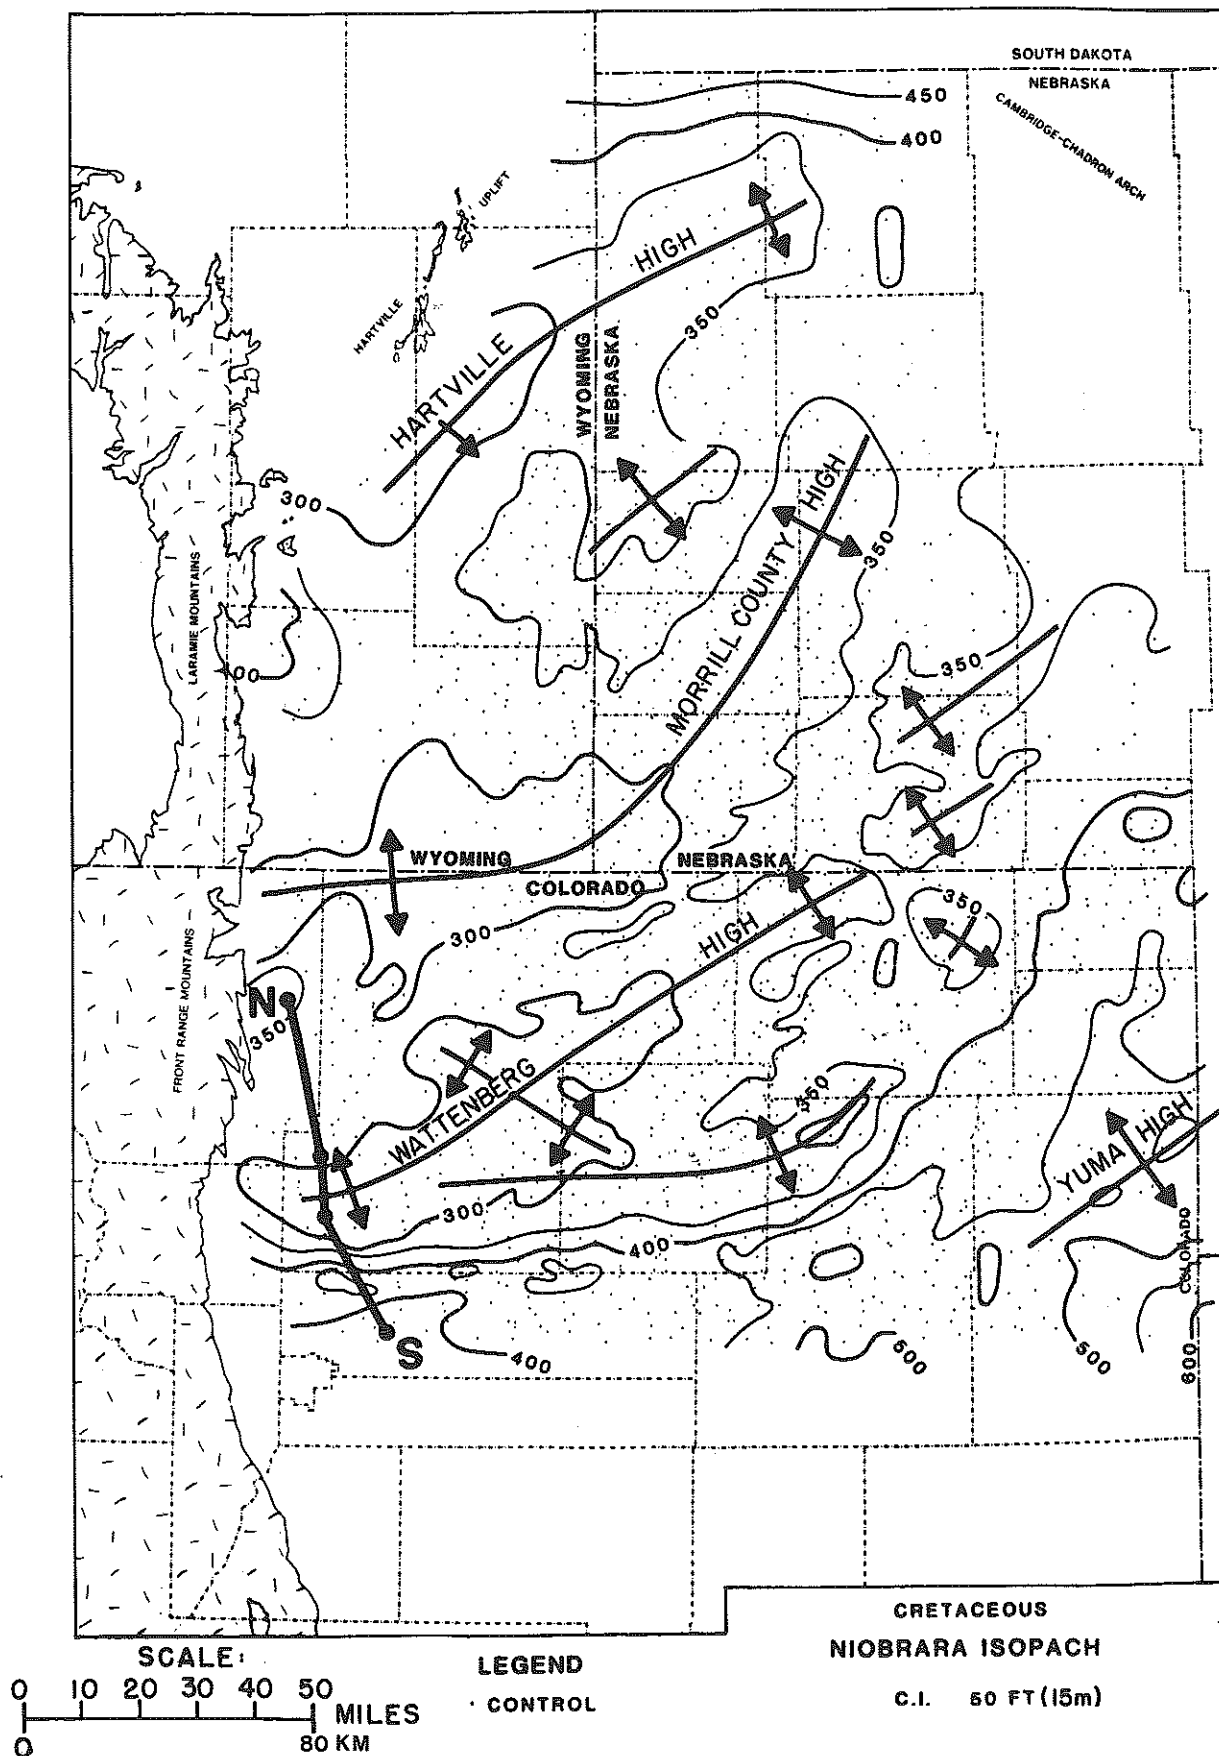 SOUTH DAKOTA
NEBRASKA
CAMBRIDGE-CHADRON ARCH
450
400
HARTVILLE UPLIFT
HARTVILLE HIGH
350
WYOMING
NEBRASKA
300
MORRILL COUNTY HIGH
350
LARAMIE MOUNTAINS
400
350
WYOMING
NEBRASKA
COLORADO
300
HIGH
350
FRONT RANGE MOUNTAINS
N
350
WATTENBERG
350
YUMA HIGH
300
400
COLORADO
S
400
500
500
600
CRETACEOUS
NIOBRARA ISOPACH
C.I. 50 FT (15m)
SCALE:
0 10 20 30 40 50
MILES
0 80 KM
LEGEND
· CONTROL